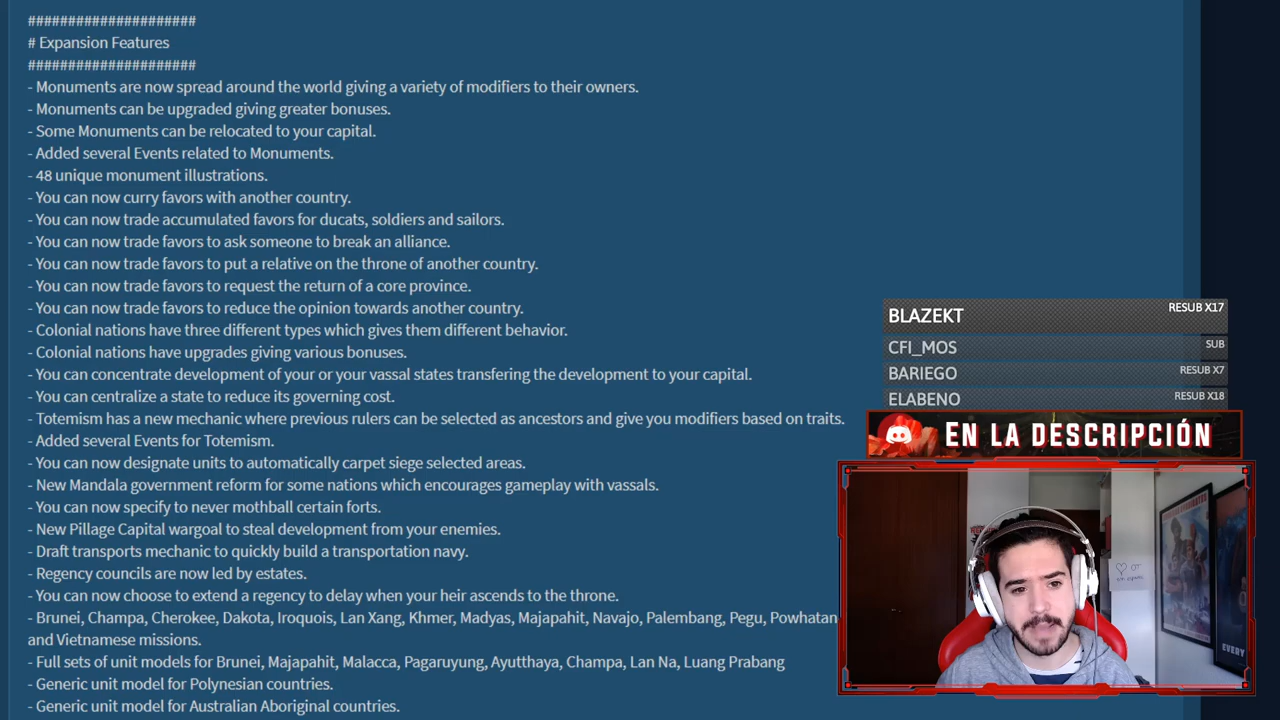 #####################
# Expansion Features
#####################
- Monuments are now spread around the world giving a variety of modifiers to their owners.
- Monuments can be upgraded giving greater bonuses.
- Some Monuments can be relocated to your capital.
- Added several Events related to Monuments.
- 48 unique monument illustrations.
- You can now curry favors with another country.
- You can now trade accumulated favors for ducats, soldiers and sailors.
- You can now trade favors to ask someone to break an alliance.
- You can now trade favors to put a relative on the throne of another country.
- You can now trade favors to request the return of a core province.
- You can now trade favors to reduce the opinion towards another country.
- Colonial nations have three different types which gives them different behavior.
- Colonial nations have upgrades giving various bonuses.
- You can concentrate development of your or your vassal states transfering the development to your capital.
- You can centralize a state to reduce its governing cost.
- Totemism has a new mechanic where previous rulers can be selected as ancestors and give you modifiers based on traits.
- Added several Events for Totemism.
- You can now designate units to automatically carpet siege selected areas.
- New Mandala government reform for some nations which encourages gameplay with vassals.
- You can now specify to never mothball certain forts.
- New Pillage Capital wargoal to steal development from your enemies.
- Draft transports mechanic to quickly build a transportation navy.
- Regency councils are now led by estates.
- You can now choose to extend a regency to delay when your heir ascends to the throne.
- Brunei, Champa, Cherokee, Dakota, Iroquois, Lan Xang, Khmer, Madyas, Majapahit, Navajo, Palembang, Pegu, Powhatan
and Vietnamese missions.
- Full sets of unit models for Brunei, Majapahit, Malacca, Pagaruyung, Ayutthaya, Champa, Lan Na, Luang Prabang
- Generic unit model for Polynesian countries.
- Generic unit model for Australian Aboriginal countries.
BLAZEKT RESUB X17
CFI_MOS SUB
BARIEGO RESUB X7
ELABENO RESUB X18
EN LA DESCRIPCIÓN
EVERY